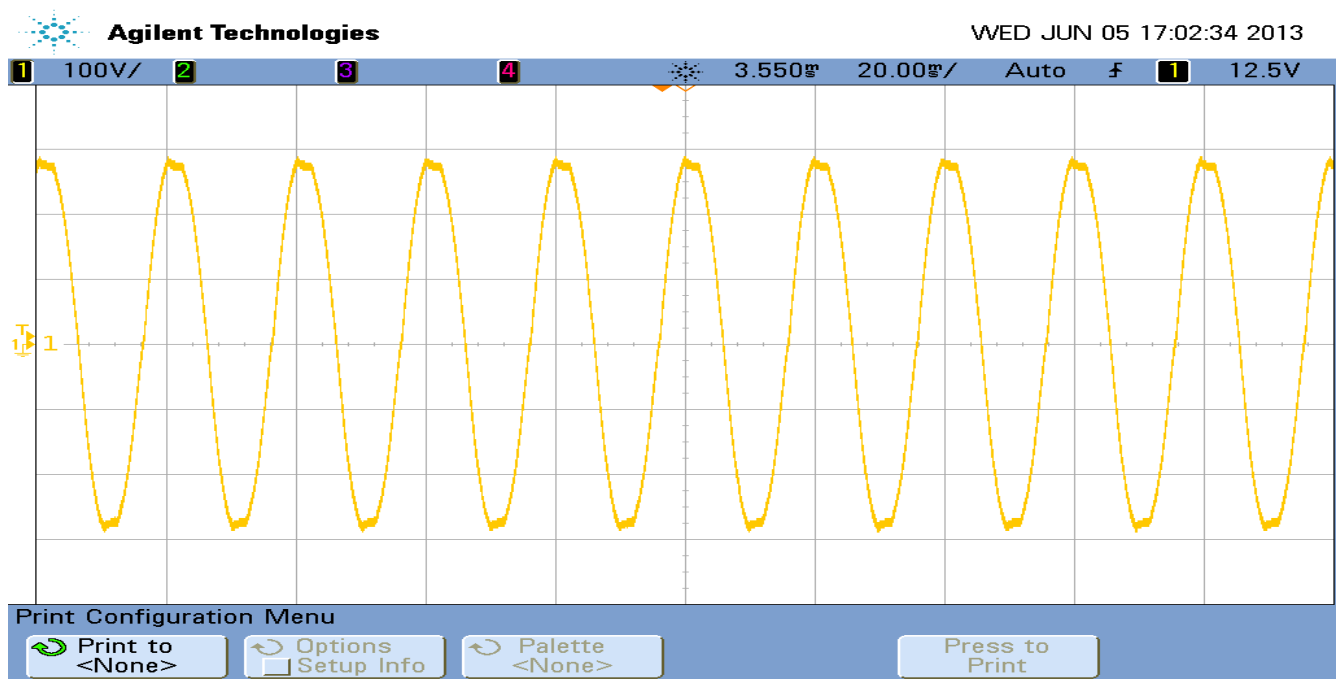 Agilent Technologies WED JUN 05 17:02:34 2013
1 100V/ 2 3 4 3.550ms 20.00ms/ Auto 1 12.5V
T
1 1
Print Configuration Menu
Print to Options Palette Press to
<None> Setup Info <None> Print